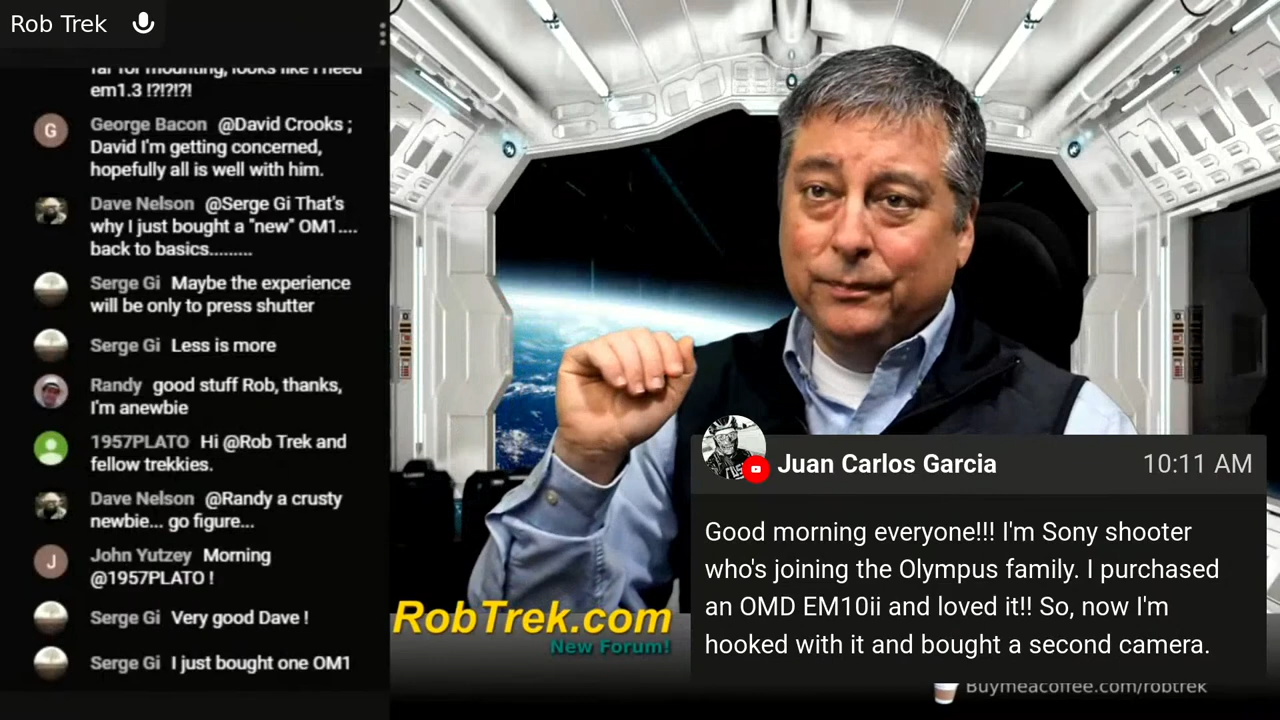 Rob Trek
far for mounting, looks like I need
em1.3 !?!?!?!
G
George Bacon @David Crooks ;
David I'm getting concerned,
hopefully all is well with him.
Dave Nelson @Serge Gi That's
why I just bought a "new" OM1....
back to basics.........
Serge Gi Maybe the experience
will be only to press shutter
Serge Gi Less is more
Randy good stuff Rob, thanks,
I'm anewbie
1957PLATO Hi @Rob Trek and
fellow trekkies.
Dave Nelson @Randy a crusty
newbie... go figure...
J
John Yutzey Morning
@1957PLATO !
Serge Gi Very good Dave !
Serge Gi I just bought one OM1
RobTrek.com
New Forum!
Juan Carlos Garcia 10:11 AM
Good morning everyone!!! I'm Sony shooter
who's joining the Olympus family. I purchased
an OMD EM10ii and loved it!! So, now I'm
hooked with it and bought a second camera.
Buymeacoffee.com/robtrek